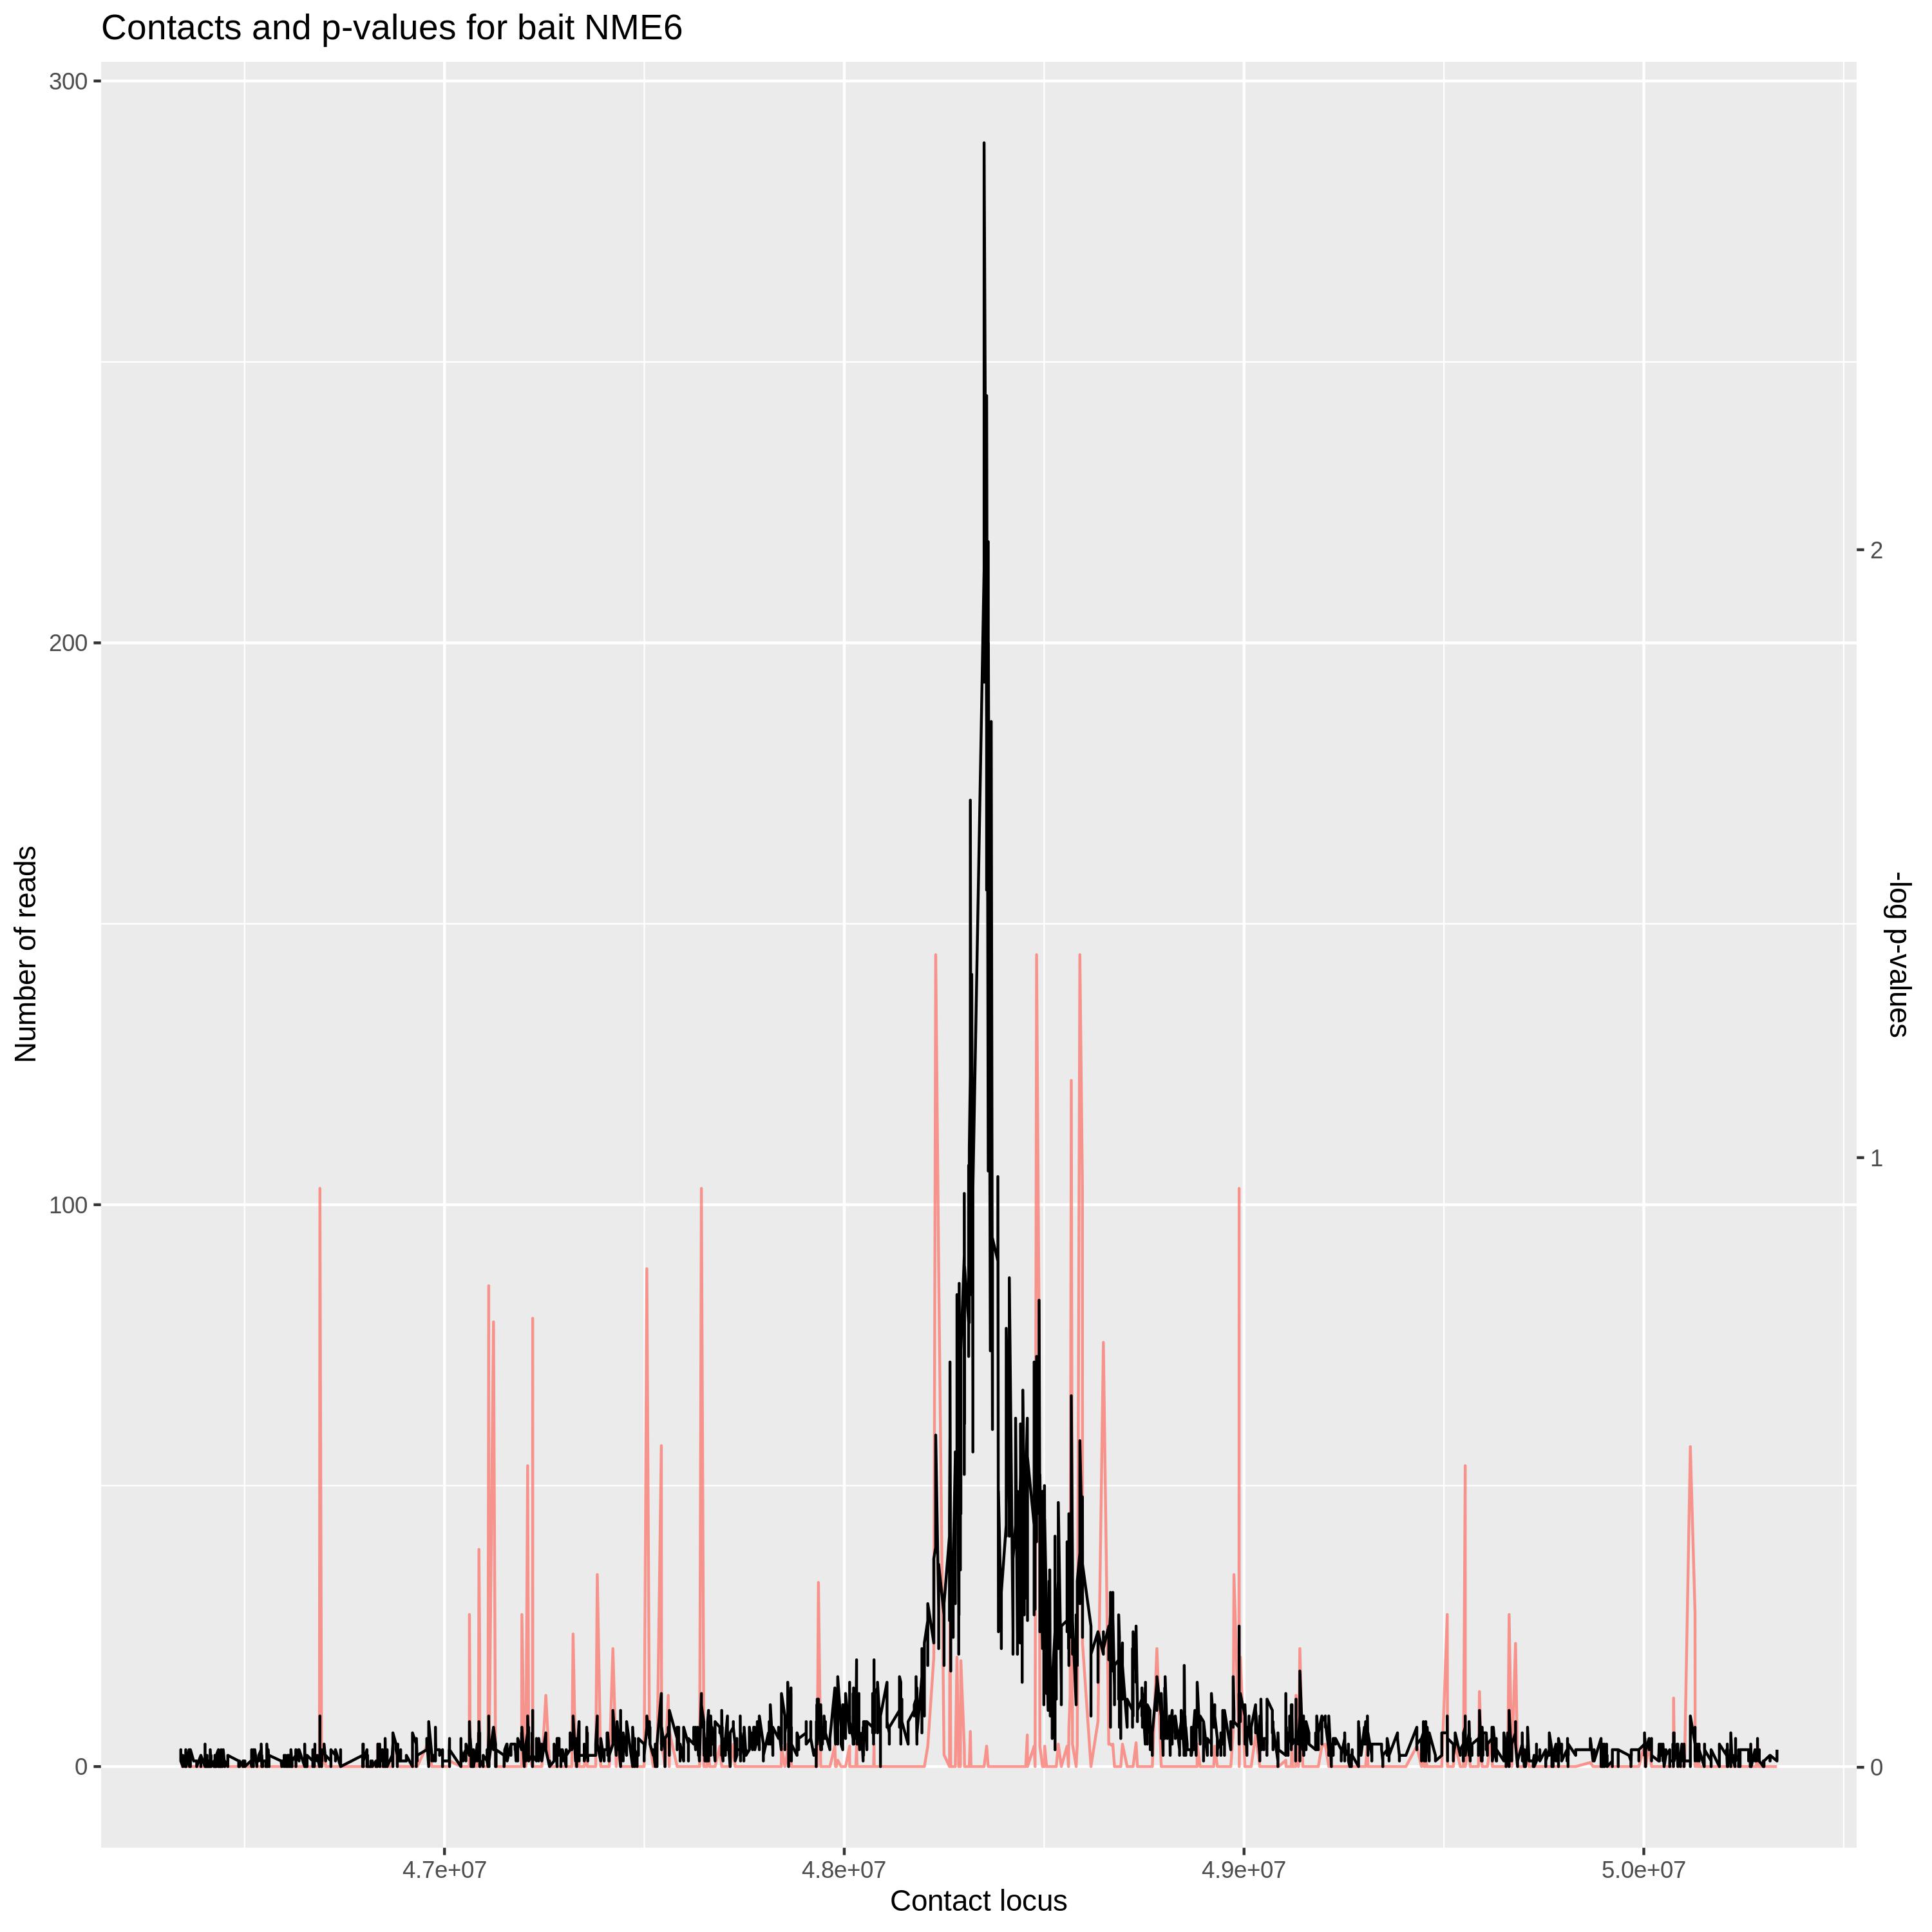 Contacts and p-values for bait NME6
300
200
100
0
Number of reads
2
1
0
-log p-values
4.7e+07
4.8e+07
4.9e+07
5.0e+07
Contact locus